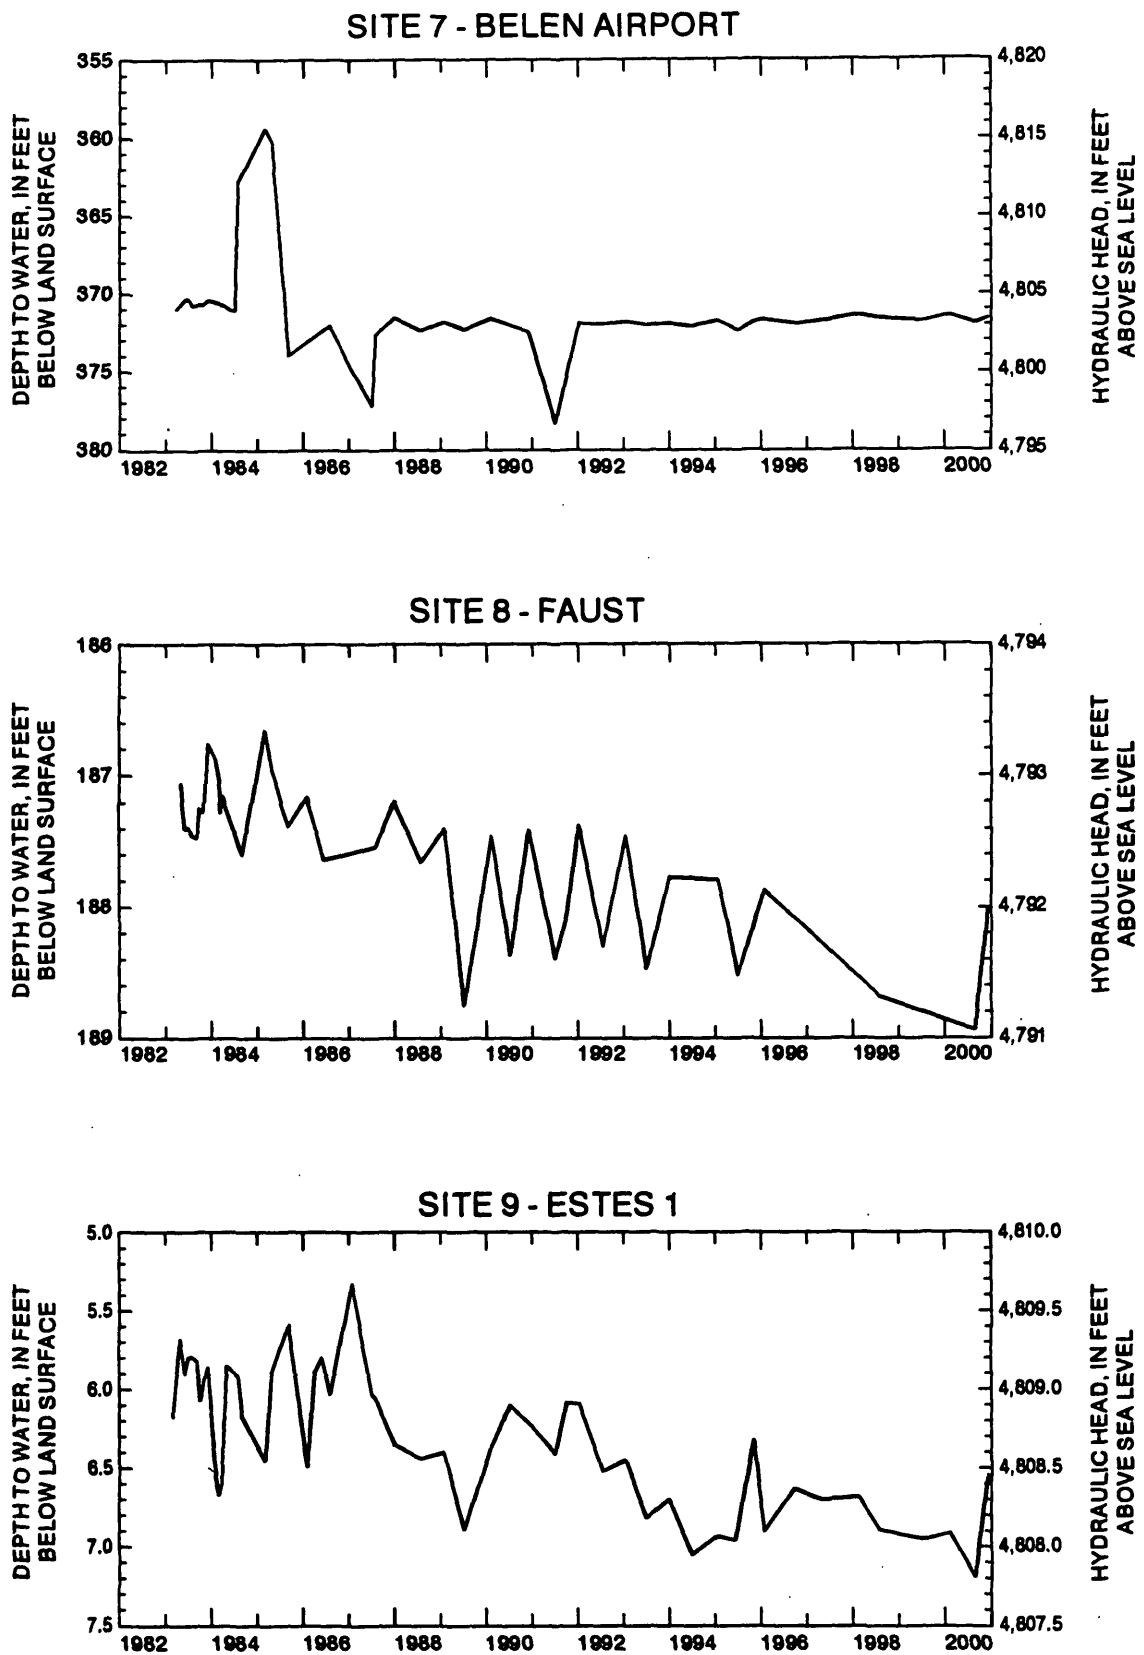 SITE 7 - BELEN AIRPORT
DEPTH TO WATER, IN FEET
BELOW LAND SURFACE
355
360
365
370
375
380
4,820
4,815
4,810
4,805
4,800
4,795
HYDRAULIC HEAD, IN FEET
ABOVE SEA LEVEL
1982 1984 1986 1988 1990 1992 1994 1996 1998 2000
SITE 8 - FAUST
DEPTH TO WATER, IN FEET
BELOW LAND SURFACE
186
187
188
189
4,794
4,793
4,792
4,791
HYDRAULIC HEAD, IN FEET
ABOVE SEA LEVEL
1982 1984 1986 1988 1990 1992 1994 1996 1998 2000
SITE 9 - ESTES 1
DEPTH TO WATER, IN FEET
BELOW LAND SURFACE
5.0
5.5
6.0
6.5
7.0
7.5
4,810.0
4,809.5
4,809.0
4,808.5
4,808.0
4,807.5
HYDRAULIC HEAD, IN FEET
ABOVE SEA LEVEL
1982 1984 1986 1988 1990 1992 1994 1996 1998 2000